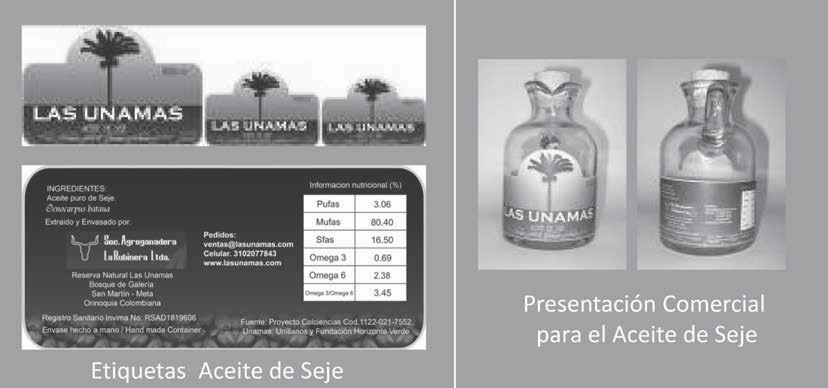 LAS UNAMAS
LAS UNAMAS
LAS UNAMAS
INGREDIENTES:
Aceite puro de Seje.
Oenocarpus bataua
Extraido y Envasado por:
Soc. Agroganadera
La Rubinera Ltda.
Reserva Natural Las Unamas
Bosque de Galería
San Martín - Meta
Orinoquia Colombiana
Registro Sanitario Invima No. RSAD1819606
Envase hecho a mano / Hand made Container
Pedidos:
ventas@lasunamas.com
Celular. 3102077843
www.lasunamas.com
Informacion nutricional (%)
Pufas 3.06
Mufas 80.40
Sfas 16.50
Omega 3 0.69
Omega 6 2.38
Omega 3/Omega 6 3.45
Fuente: Proyecto Colciencias Cod.1122-021-7552,
Unamas, Unillanos y Fundación Horizonte Verde
Etiquetas Aceite de Seje
LAS UNAMAS
Presentación Comercial
para el Aceite de Seje